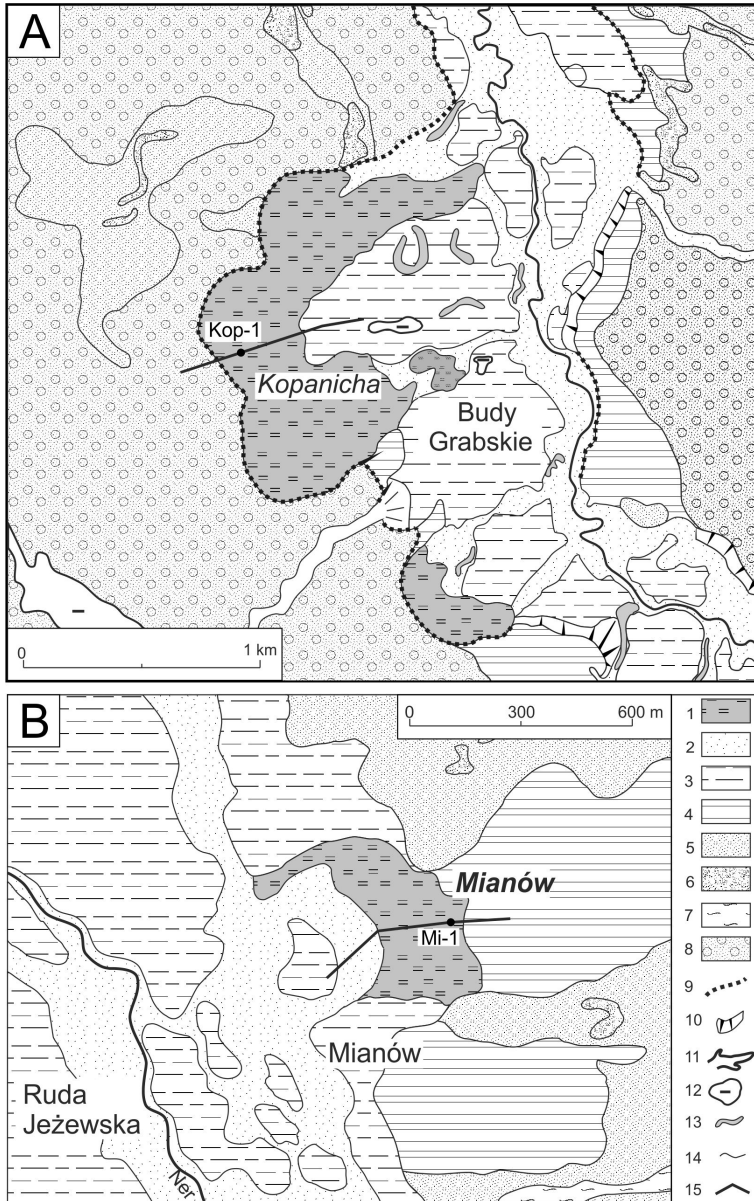 A
Kop-1
Kopanicha
Budy
Grabskie
0 1 km
B
0 300 600 m
Mianów
Mi-1
Mianów
Ruda
Jeżewska
Ner
1
2
3
4
5
6
7
8
9
10
11
12
13
14
15